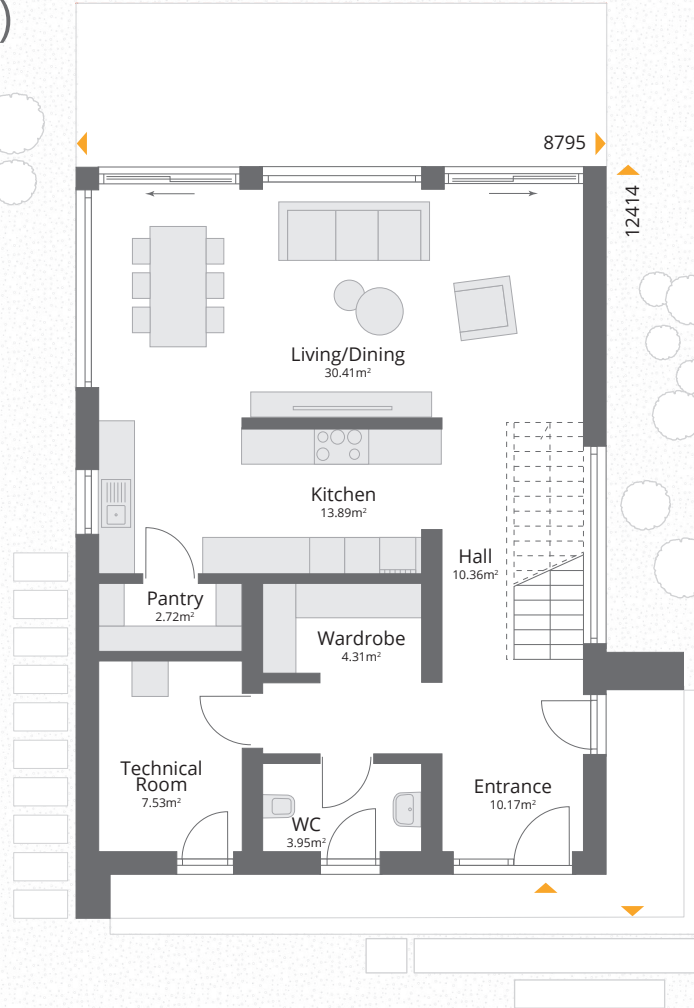 )
8795
12414
Living/Dining
30.41m²
Kitchen
13.89m²
Hall
10.36m²
Pantry
2.72m²
Wardrobe
4.31m²
Technical
Room
7.53m²
Entrance
10.17m²
WC
3.95m²